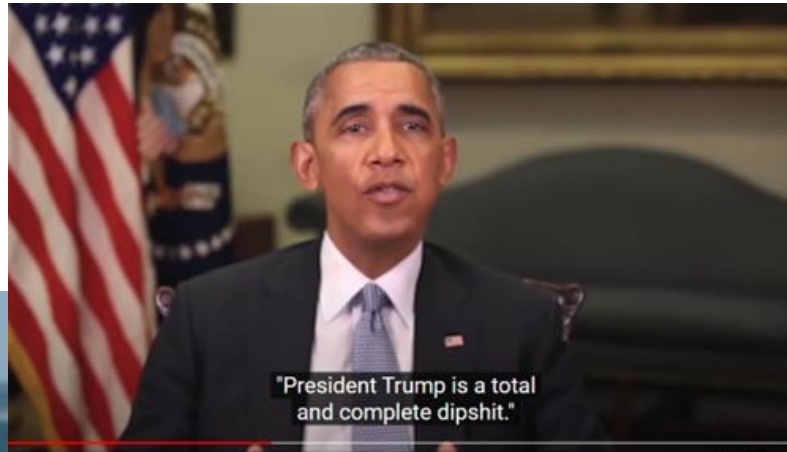 "President Trump is a total
and complete dipshit."